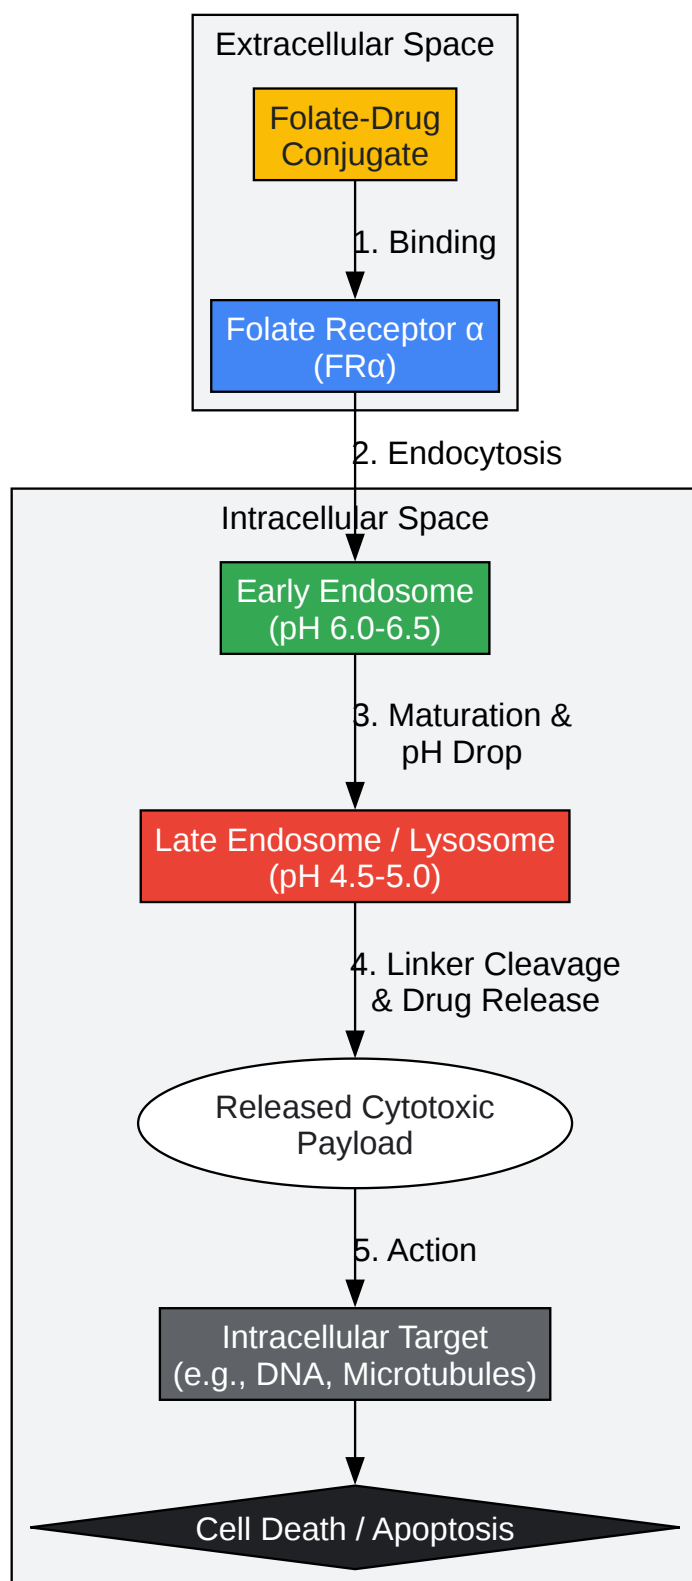 Extracellular Space
Folate-Drug
Conjugate
1. Binding
Folate Receptor α
(FRα)
2. Endocytosis
Intracellular Space
Early Endosome
(pH 6.0-6.5)
3. Maturation &
pH Drop
Late Endosome / Lysosome
(pH 4.5-5.0)
4. Linker Cleavage
& Drug Release
Released Cytotoxic
Payload
5. Action
Intracellular Target
(e.g., DNA, Microtubules)
Cell Death / Apoptosis